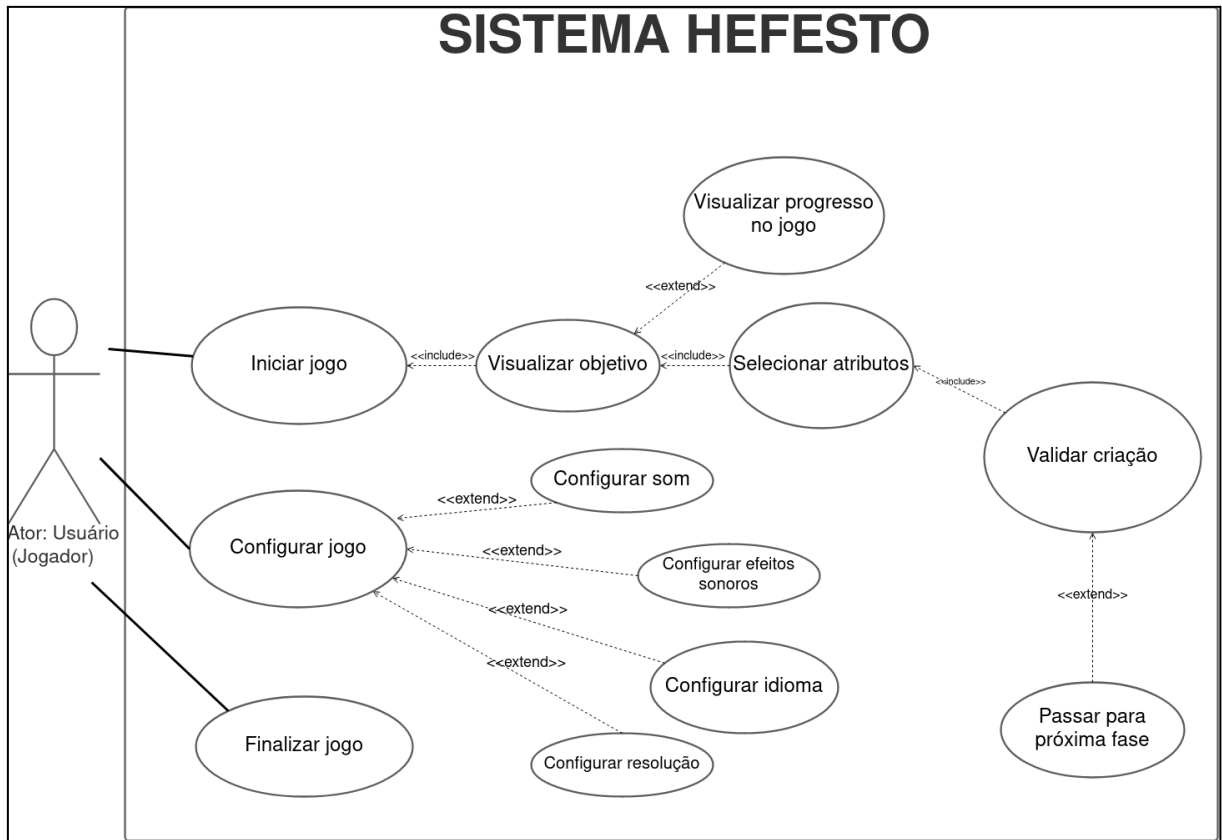 SISTEMA HEFESTO
Visualizar progresso
no jogo
<<extend>>
Iniciar jogo
<<include>>
Visualizar objetivo
<<include>>
Selecionar atributos
<<include>>
Validar criação
Configurar som
<<extend>>
Ator: Usuário
(Jogador)
Configurar jogo
<<extend>>
Configurar efeitos
sonoros
<<extend>>
<<extend>>
Configurar idioma
<<extend>>
Passar para
próxima fase
Finalizar jogo
Configurar resolução